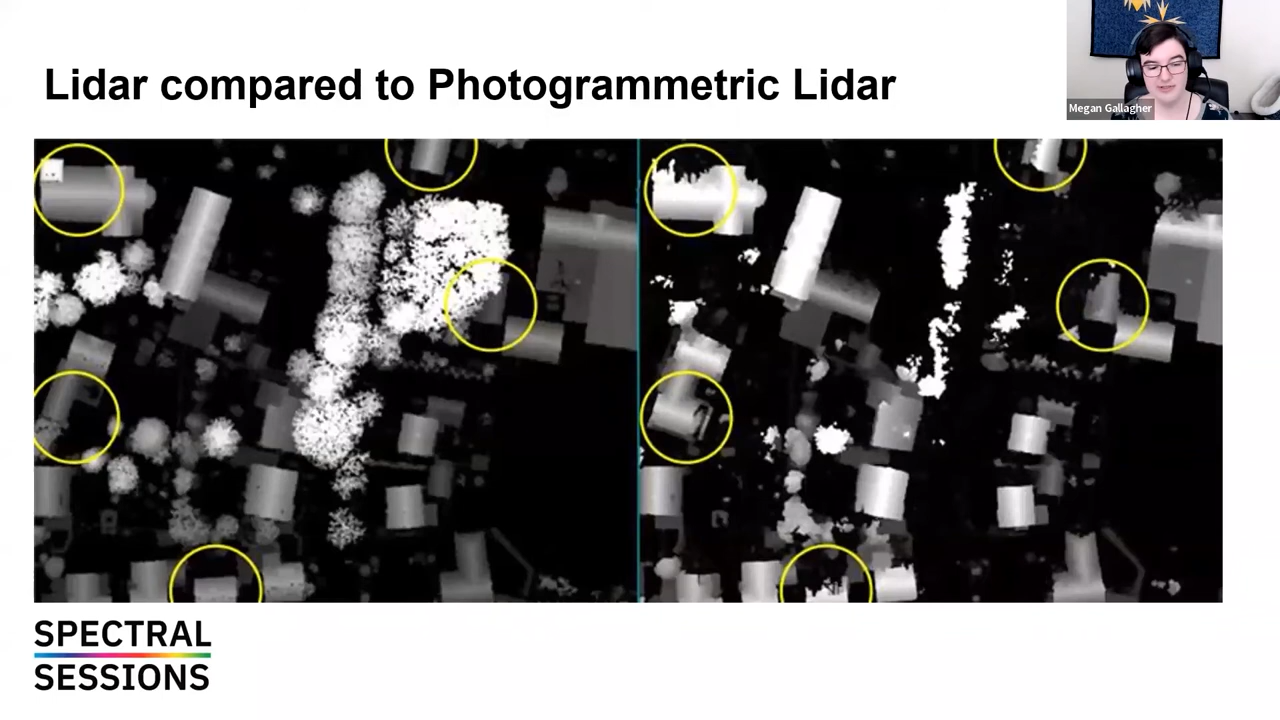 Lidar compared to Photogrammetric Lidar
Megan Gallagher
SPECTRAL
SESSIONS